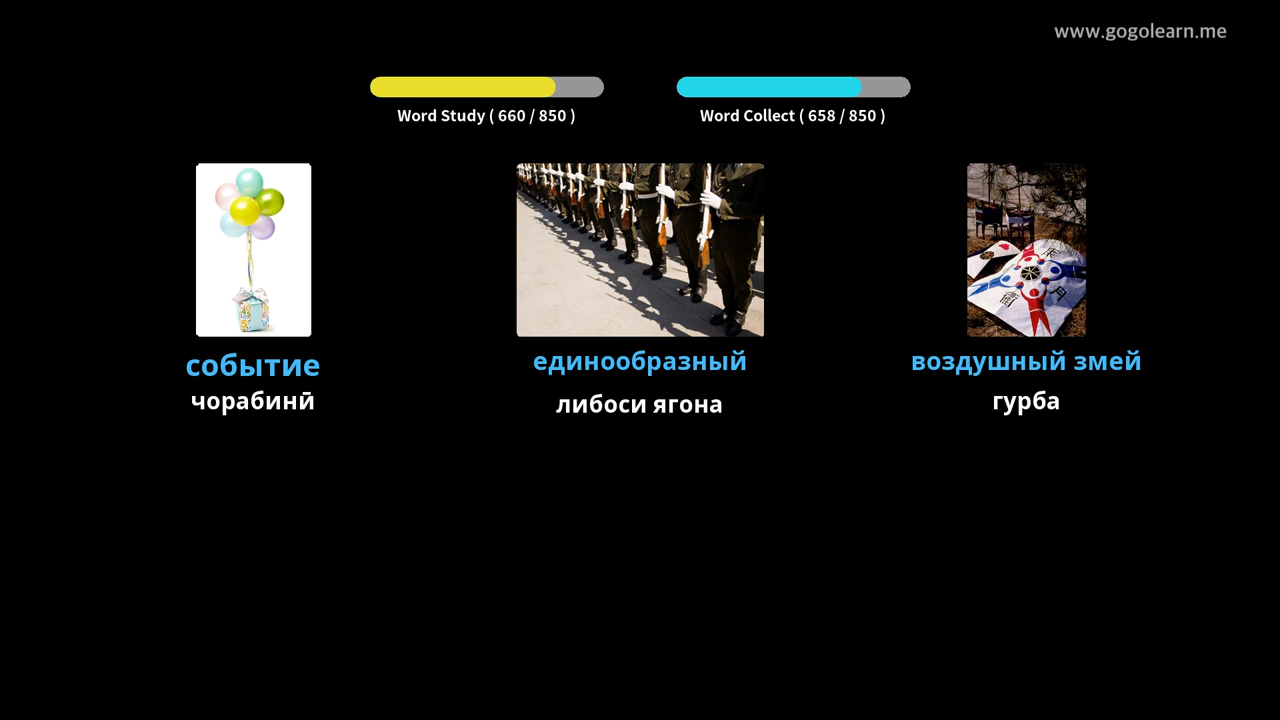 www.gogolearn.me
Word Study ( 660 / 850 )
Word Collect ( 658 / 850 )
событие
чорабинӣ
единообразный
либоси ягона
воздушный змей
гурба